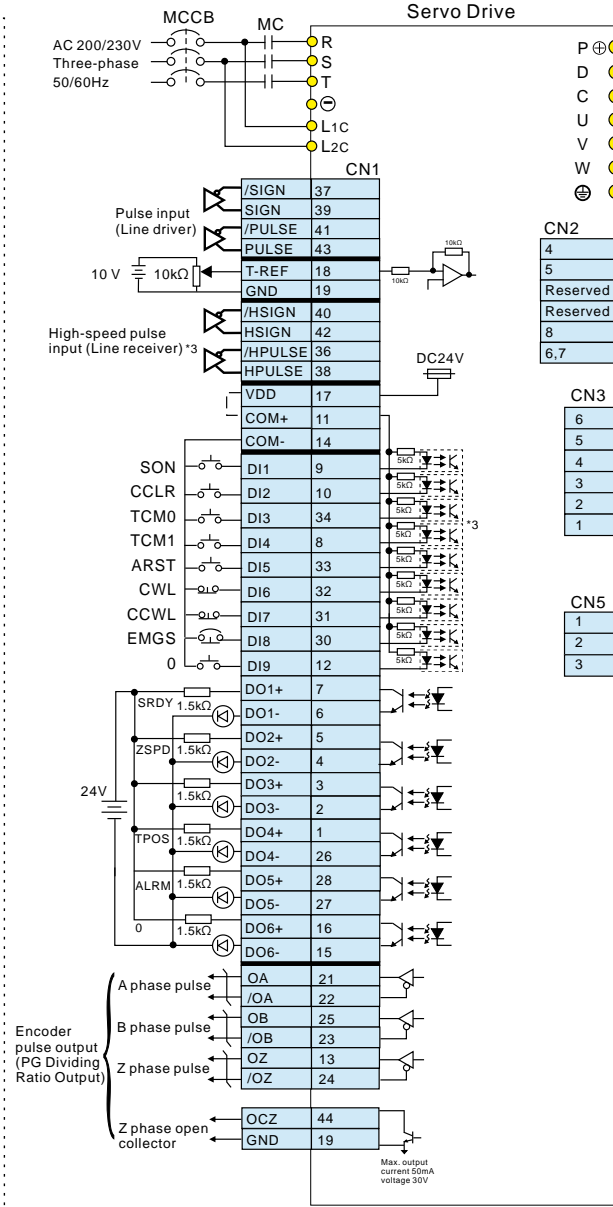 Servo Drive
MCCB
MC
AC 200/230V
Three-phase
50/60Hz
R
S
T
L1C
L2C
P
D
C
U
V
W
CN1
/SIGN 37
SIGN 39
/PULSE 41
PULSE 43
Pulse input
(Line driver)
T-REF 18
GND 19
10 V
10kΩ
10kΩ
10kΩ
/HSIGN 40
HSIGN 42
/HPULSE 36
HPULSE 38
High-speed pulse
input (Line receiver) *3
DC24V
VDD 17
COM+ 11
COM- 14
SON DI1 9 5kΩ
CCLR DI2 10 5kΩ
TCM0 DI3 34 5kΩ
TCM1 DI4 8 5kΩ
ARST DI5 33 5kΩ
CWL DI6 32 5kΩ
CCWL DI7 31 5kΩ
EMGS DI8 30 5kΩ
0 DI9 12 5kΩ
*3
24V
SRDY 1.5kΩ DO1+ 7
DO1- 6
ZSPD 1.5kΩ DO2+ 5
DO2- 4
1.5kΩ DO3+ 3
DO3- 2
TPOS 1.5kΩ DO4+ 1
DO4- 26
ALRM 1.5kΩ DO5+ 28
DO5- 27
0 1.5kΩ DO6+ 16
DO6- 15
Encoder
pulse output
(PG Dividing
Ratio Output)
A phase pulse
OA 21
/OA 22
B phase pulse
OB 25
/OB 23
Z phase pulse
OZ 13
/OZ 24
Z phase open
collector
OCZ 44
GND 19
Max. output
current 50mA
voltage 30V
CN2
4
5
Reserved
Reserved
8
6,7
CN3
6
5
4
3
2
1
CN5
1
2
3